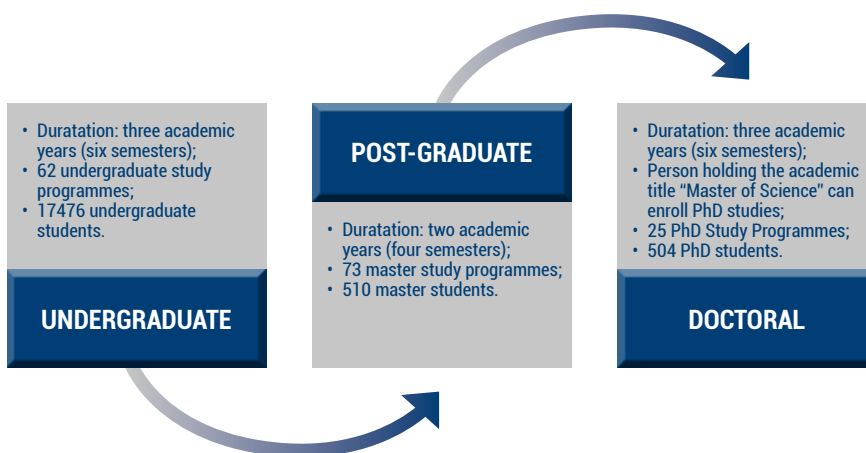 • Duratation: three academic
years (six semesters);
• 62 undergraduate study
programmes;
• 17476 undergraduate
students.
UNDERGRADUATE
POST-GRADUATE
• Duratation: two academic
years (four semesters);
• 73 master study programmes;
• 510 master students.
• Duratation: three academic
years (six semesters);
• Person holding the academic
title “Master of Science” can
enroll PhD studies;
• 25 PhD Study Programmes;
• 504 PhD students.
DOCTORAL